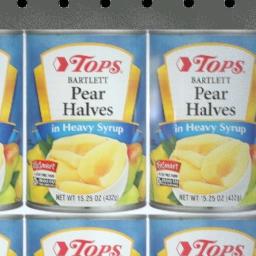 TOPS
BARTLETT
Pear
Halves
in Heavy Syrup
NET WT 15.25 OZ (432g)
TOPS
BARTLETT
Pear
Halves
in Heavy Syrup
NET WT 15.25 OZ (432g)
TOPS
TOPS